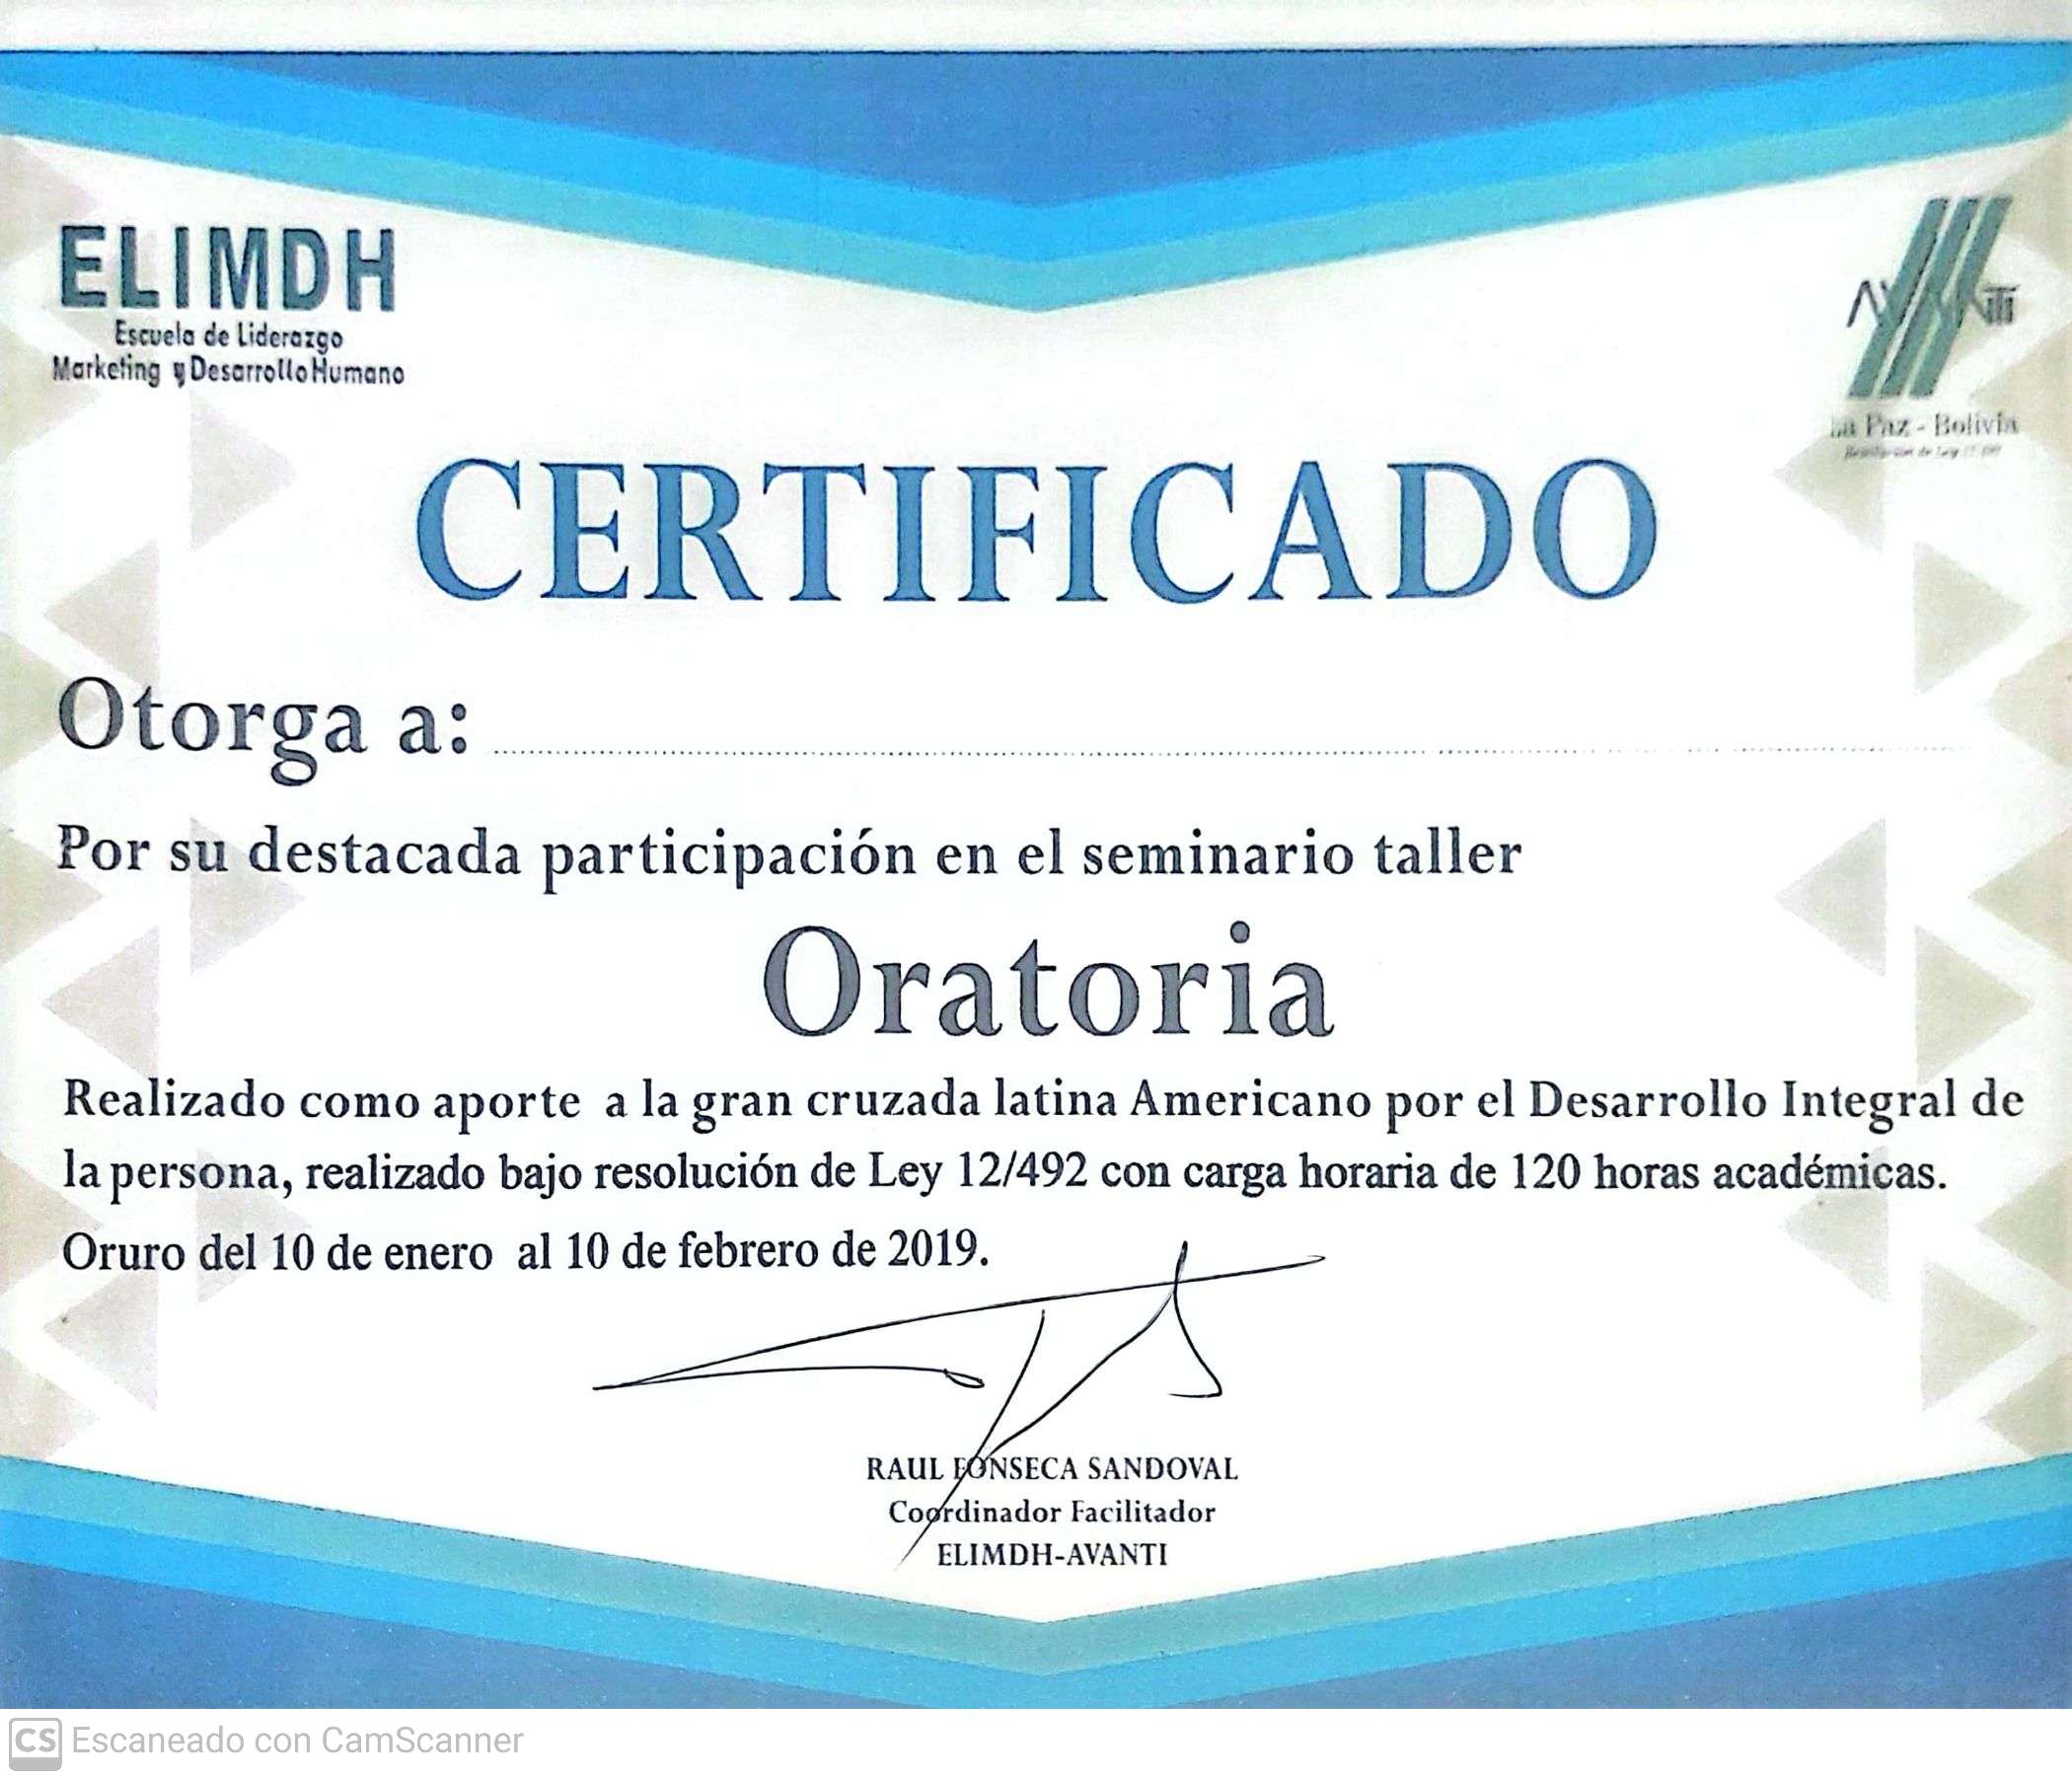 ELIMDH
Escuela de Liderazgo
Marketing y Desarrollo Humano
AVANTI
La Paz - Bolivia
CERTIFICADO
Otorga a:
Por su destacada participación en el seminario taller
Oratoria
Realizado como aporte a la gran cruzada latina Americano por el Desarrollo Integral de
la persona, realizado bajo resolución de Ley 12/492 con carga horaria de 120 horas académicas.
Oruro del 10 de enero al 10 de febrero de 2019.
RAUL FONSECA SANDOVAL
Coordinador Facilitador
ELIMDH-AVANTI
CS Escaneado con CamScanner